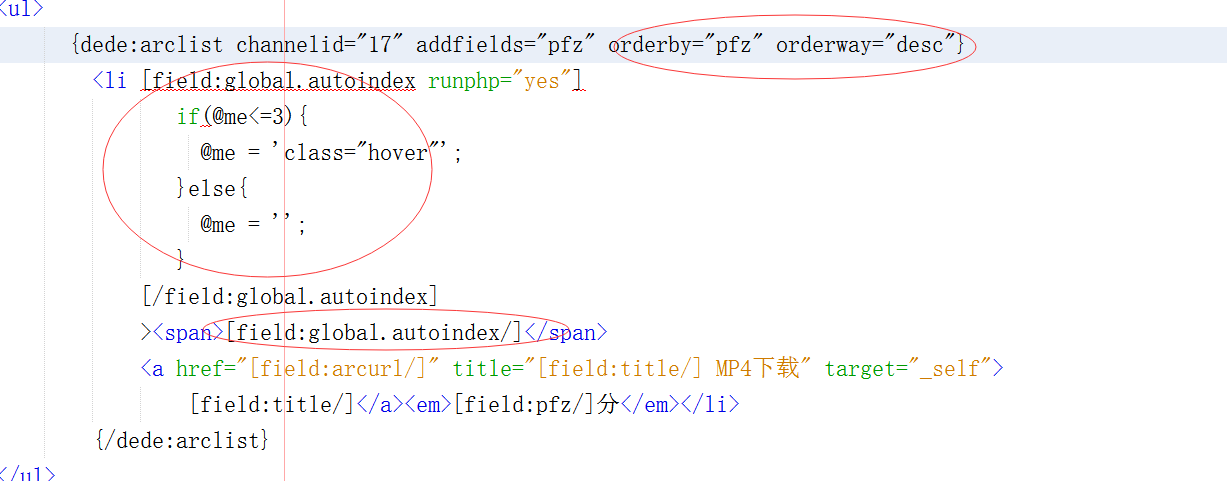 <ul>
{dede:arclist channelid="17" addfields="pfz" orderby="pfz" orderway="desc"}
<li [field:global.autoindex runphp="yes"]
if(@me<=3){
@me = 'class="hover"';
}else{
@me = '';
}
[/field:global.autoindex]
><span>[field:global.autoindex/]</span>
<a href="[field:arcurl/]" title="[field:title/] MP4下载" target="_self">
[field:title/]</a><em>[field:pfz/]分</em></li>
{/dede:arclist}
</ul>